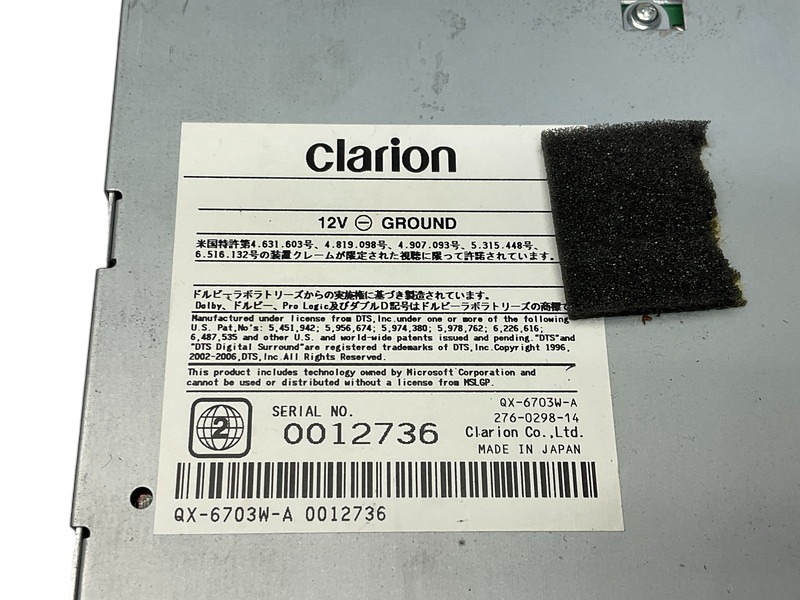 clarion
12V ⊖ GROUND
米国特許第4.631.603号、4.819.098号、4.907.093号、5.315.448号、
6.516.132号の装置クレームが限定された視聴に限って許諾されています。
ドルビーラボラトリーズからの実施権に基づき製造されています。
Dolby、ドルビー、Pro Logic及びダブルD記号はドルビーラボラトリーズの商標で
Manufactured under license from DTS,Inc.under one or more of the following
U.S. Pat,No's: 5,451,942; 5,956,674; 5,974,380; 5,978,762; 6,226,616;
6,487,535 and other U.S. and world-wide patents issued and pending."DTS"and
"DTS Digital Surround"are registered trademarks of DTS,Inc.Copyright 1996,
2002-2006,DTS,Inc.All Rights Reserved.
This product includes technology owned by Microsoft Corporation and
cannot be used or distributed without a license from MSLGP.
2
SERIAL NO.
0012736
QX-6703W-A
276-0298-14
Clarion Co.,Ltd.
MADE IN JAPAN
QX-6703W-A 0012736